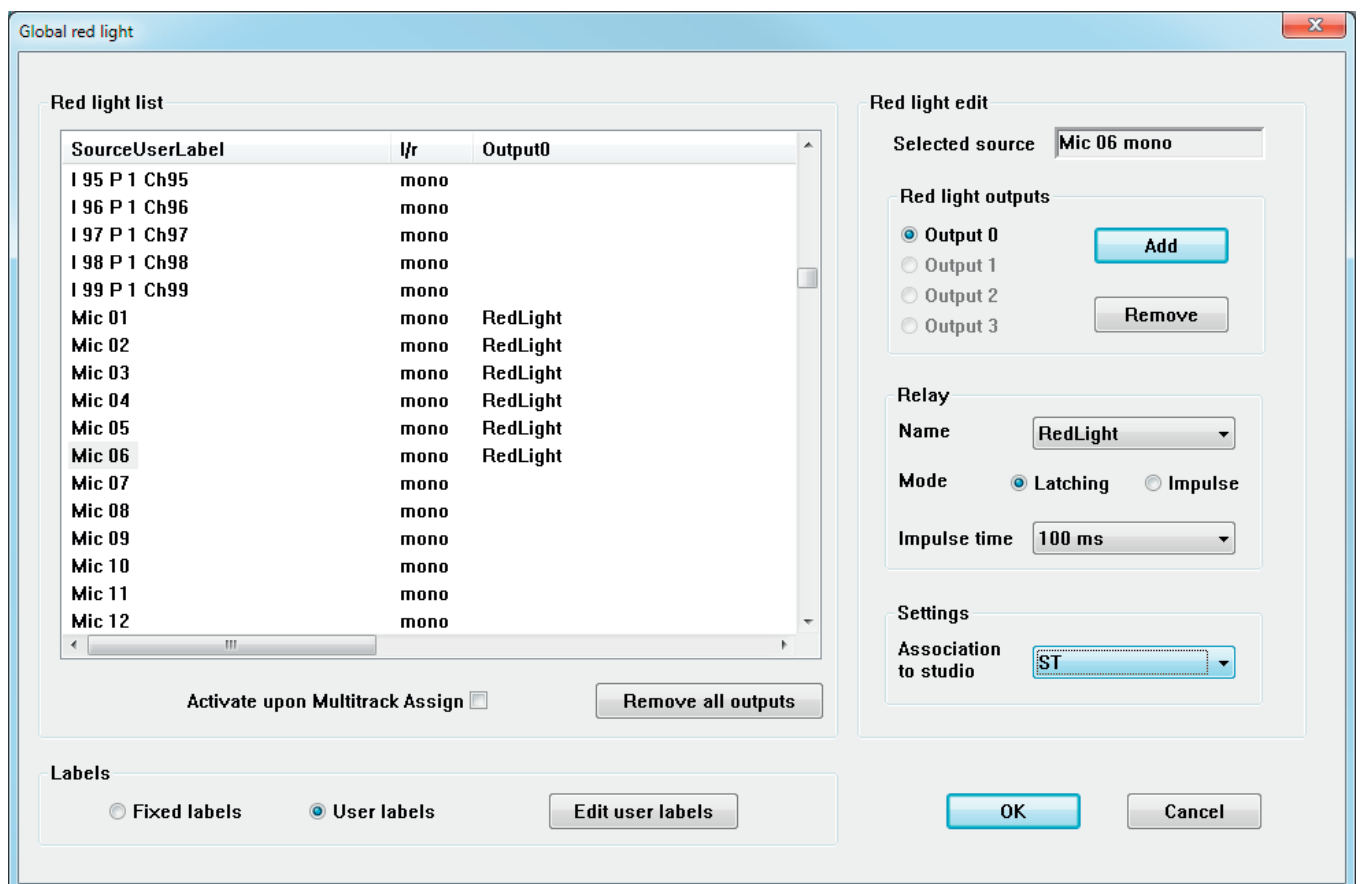 Global red light
Red light list
SourceUserLabel l/r Output0
I 95 P 1 Ch95 mono
I 96 P 1 Ch96 mono
I 97 P 1 Ch97 mono
I 98 P 1 Ch98 mono
I 99 P 1 Ch99 mono
Mic 01 mono RedLight
Mic 02 mono RedLight
Mic 03 mono RedLight
Mic 04 mono RedLight
Mic 05 mono RedLight
Mic 06 mono RedLight
Mic 07 mono
Mic 08 mono
Mic 09 mono
Mic 10 mono
Mic 11 mono
Mic 12 mono
Activate upon Multitrack Assign
Remove all outputs
Red light edit
Selected source Mic 06 mono
Red light outputs
Output 0
Output 1
Output 2
Output 3
Add
Remove
Relay
Name RedLight
Mode Latching Impulse
Impulse time 100 ms
Settings
Association
to studio
ST
Labels
Fixed labels User labels Edit user labels
OK Cancel